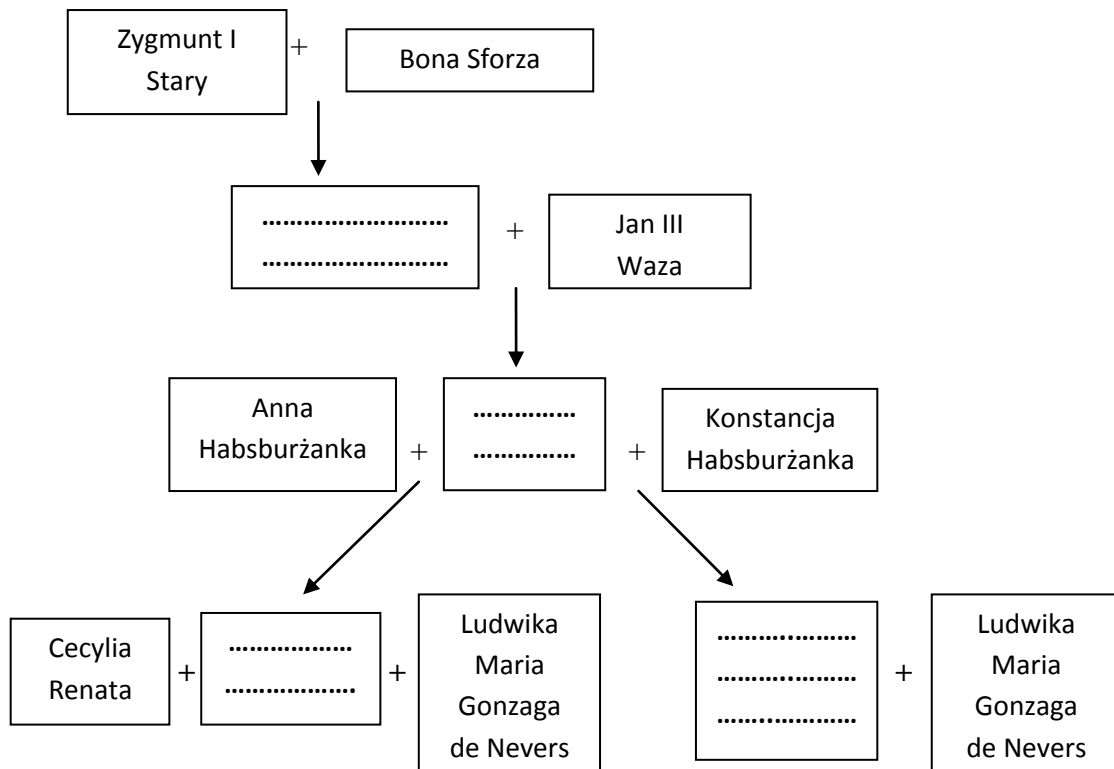 Zygmunt I
Stary
+
Bona Sforza
……………………….
……………………….
+
Jan III
Waza
Anna
Habsburżanka
+
……………
……………
+
Konstancja
Habsburżanka
Cecylia
Renata
+
………………
……………….
+
Ludwika
Maria
Gonzaga
de Nevers
………..………
………..………
………..………
+
Ludwika
Maria
Gonzaga
de Nevers